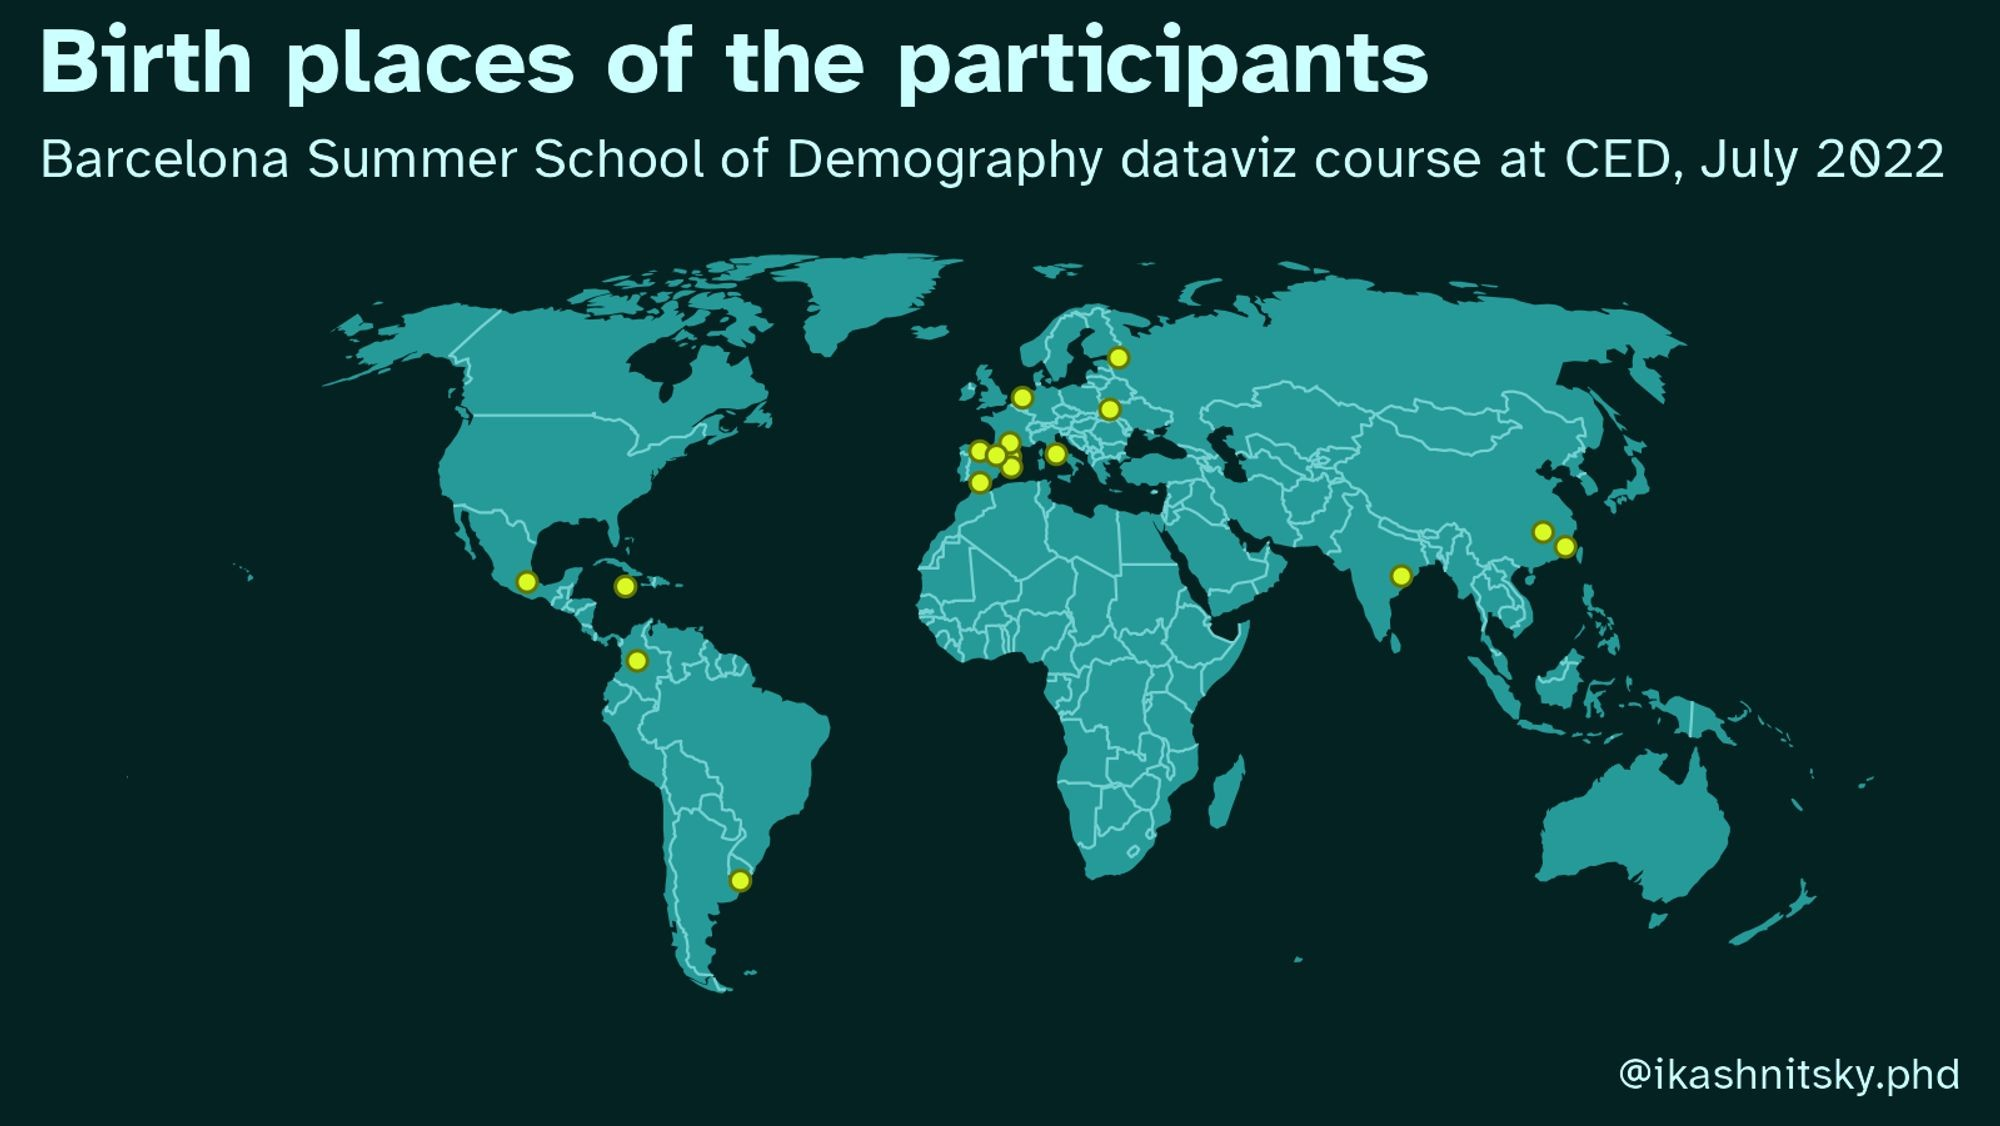 Birth places of the participants
Barcelona Summer School of Demography dataviz course at CED, July 2022
@ikashnitsky.phd